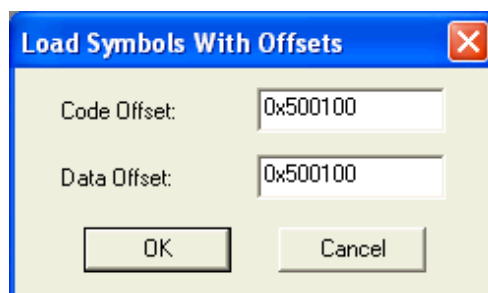 Load Symbols With Offsets
Code Offset: 0x500100
Data Offset: 0x500100
OK Cancel